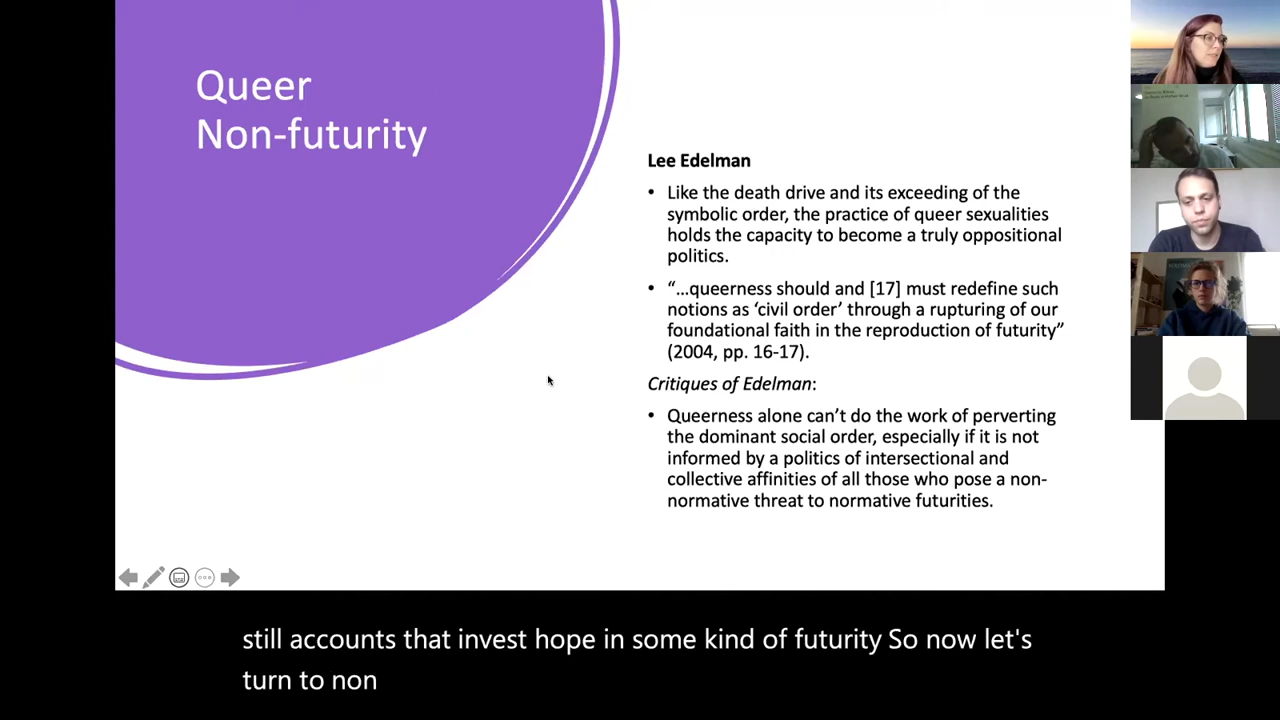 Queer
Non-futurity
Lee Edelman
• Like the death drive and its exceeding of the
symbolic order, the practice of queer sexualities
holds the capacity to become a truly oppositional
politics.
• “…queerness should and [17] must redefine such
notions as ‘civil order’ through a rupturing of our
foundational faith in the reproduction of futurity”
(2004, pp. 16-17).
Critiques of Edelman:
• Queerness alone can’t do the work of perverting
the dominant social order, especially if it is not
informed by a politics of intersectional and
collective affinities of all those who pose a non-
normative threat to normative futurities.
still accounts that invest hope in some kind of futurity So now let's
turn to non